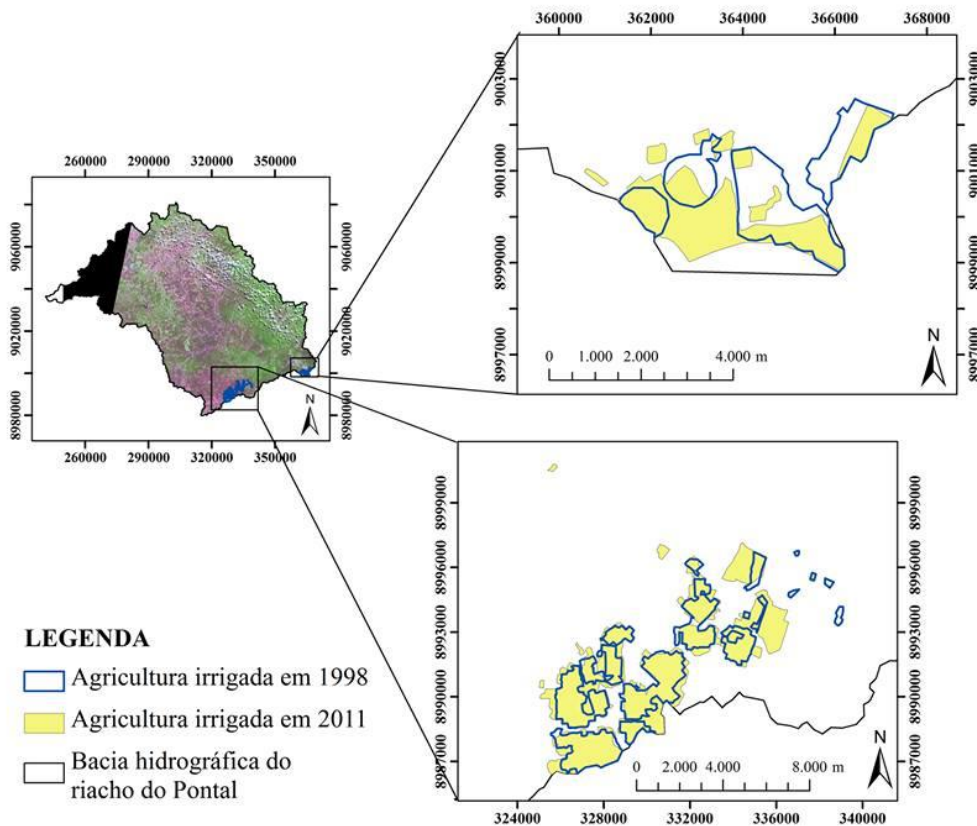 360000 362000 364000 366000 368000
9003000 9003000
9001000 9001000
8999000 8999000
8997000 8997000
N
0 1.000 2.000 4.000 m
260000 290000 320000 350000
9060000 9060000
9020000 9020000
8980000 8980000
N
260000 290000 320000 350000
8999000 8999000
8996000 8996000
8993000 8993000
8990000 8990000
8987000 8987000
N
0 2.000 4.000 8.000 m
324000 328000 332000 336000 340000
LEGENDA
Agricultura irrigada em 1998
Agricultura irrigada em 2011
Bacia hidrográfica do
riacho do Pontal